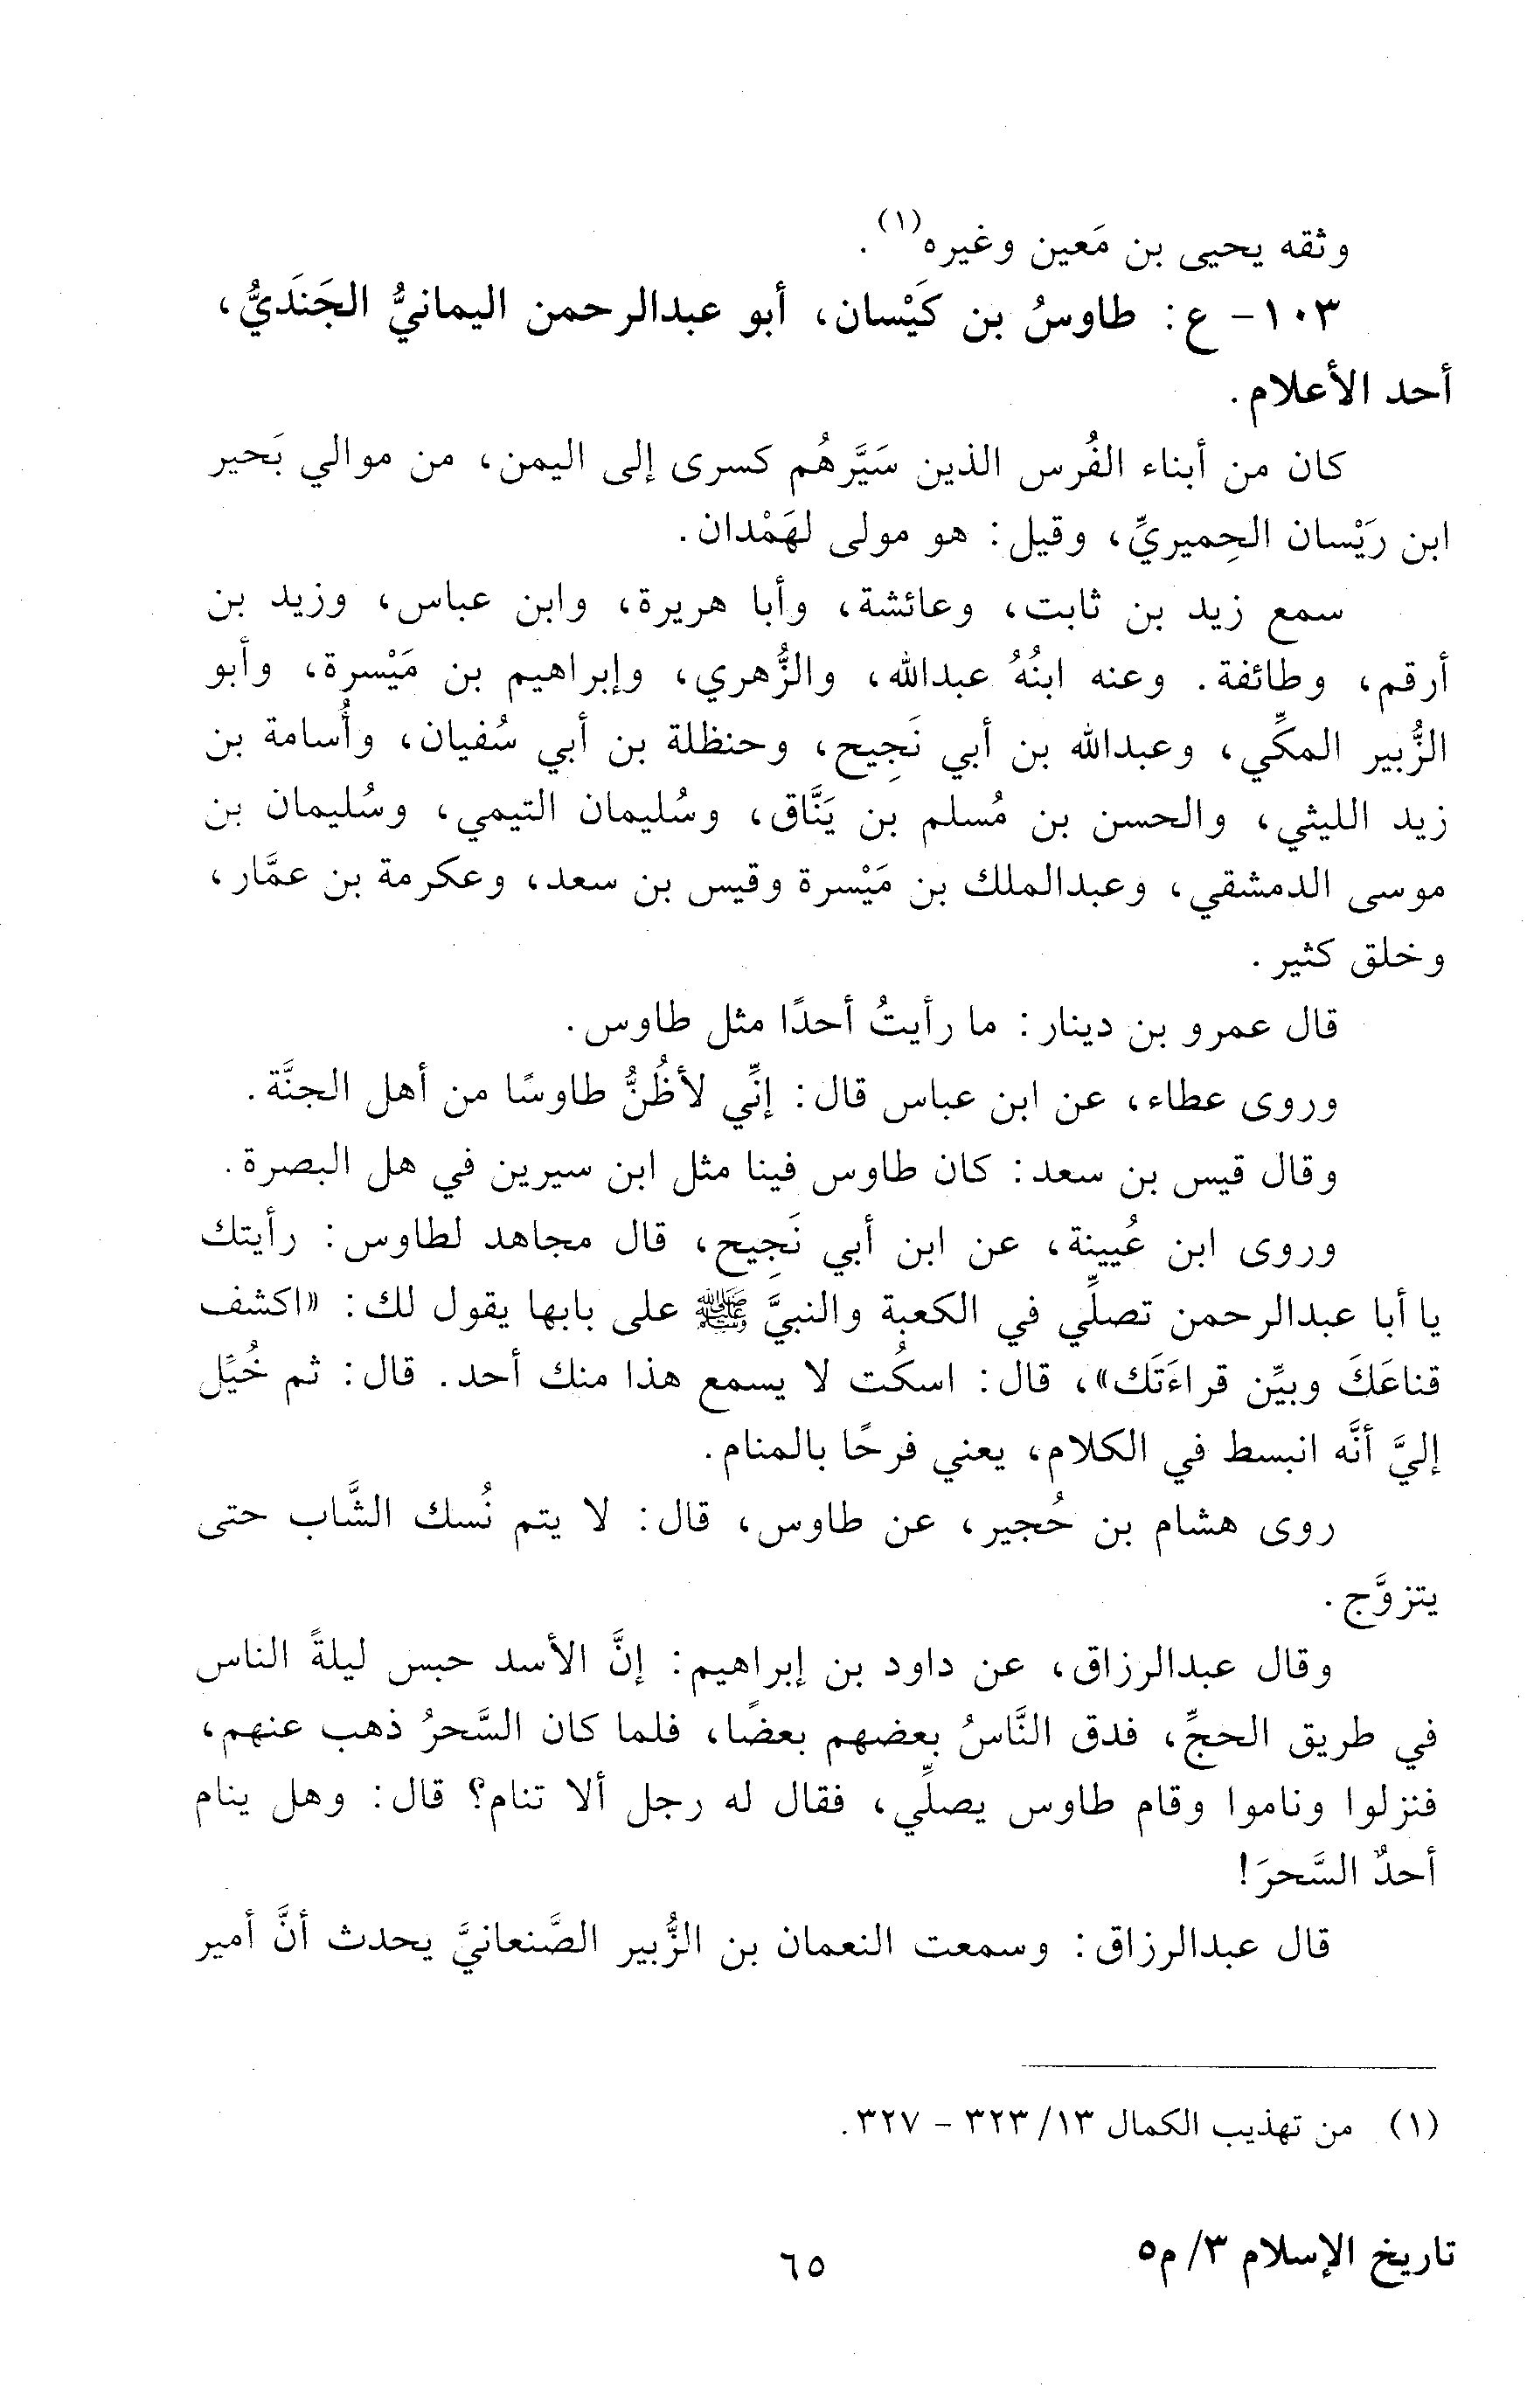 وثقه يحيى بن مَعين وغيره(١).
١٠٣- ع: طاوسُ بن كَيْسان، أبو عبدالرحمن اليمانيُّ الجَنَديُّ،
أحد الأعلام.
كان من أبناء الفُرس الذين سَيَّرهُم كسرى إلى اليمن، من موالي بَحير
ابن رَيْسان الحِميريِّ، وقيل: هو مولى لهَمْدان.
سمع زيد بن ثابت، وعائشة، وأبا هريرة، وابن عباس، وزيد بن
أرقم، وطائفة. وعنه ابنُهُ عبدالله، والزُّهري، وإبراهيم بن مَيْسرة، وأبو
الزُّبير المكِّي، وعبدالله بن أبي نَجِيح، وحنظلة بن أبي سُفيان، وأُسامة بن
زيد الليثي، والحسن بن مُسلم بن يَنَّاق، وسُليمان التيمي، وسُليمان بن
موسى الدمشقي، وعبدالملك بن مَيْسرة وقيس بن سعد، وعكرمة بن عمَّار،
وخلق كثير.
قال عمرو بن دينار: ما رأيتُ أحدًا مثل طاوس.
وروى عطاء، عن ابن عباس قال: إنِّي لأظُنُّ طاوسًا من أهل الجنَّة.
وقال قيس بن سعد: كان طاوس فينا مثل ابن سيرين في هل البصرة.
وروى ابن عُيينة، عن ابن أبي نَجِيح، قال مجاهد لطاوس: رأيتك
يا أبا عبدالرحمن تصلِّي في الكعبة والنبيَّ ﷺ على بابها يقول لك: «اكشف
قناعَكَ وبيِّن قراءَتَك»، قال: اسكُت لا يسمع هذا منك أحد. قال: ثم خُيِّل
إليَّ أنَّه انبسط في الكلام، يعني فرحًا بالمنام.
روى هشام بن حُجير، عن طاوس، قال: لا يتم نُسك الشَّاب حتى
يتزوَّج.
وقال عبدالرزاق، عن داود بن إبراهيم: إنَّ الأسد حبس ليلةً الناس
في طريق الحجِّ، فدق النَّاسُ بعضهم بعضًا، فلما كان السَّحرُ ذهب عنهم،
فنزلوا وناموا وقام طاوس يصلِّي، فقال له رجل ألا تنام؟ قال: وهل ينام
أحدٌ السَّحرَ!
قال عبدالرزاق: وسمعت النعمان بن الزُّبير الصَّنعانيَّ يحدث أنَّ أمير
(١) من تهذيب الكمال ١٣/ ٣٢٣ - ٣٢٧.
تاريخ الإسلام ٣/ م٥
٦٥